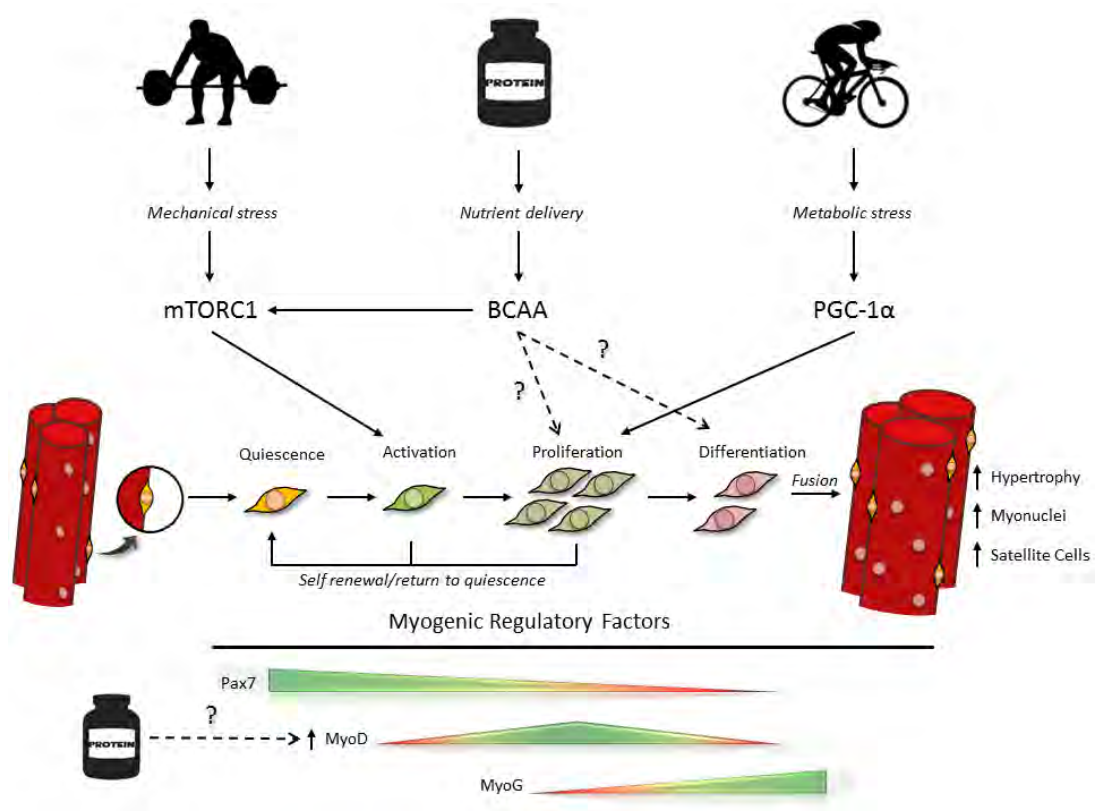 PROTEIN
Mechanical stress
Nutrient delivery
Metabolic stress
mTORC1
BCAA
PGC-1α
?
?
Quiescence
Activation
Proliferation
Differentiation
Fusion
Hypertrophy
Myonuclei
Satellite Cells
Self renewal/return to quiescence
Myogenic Regulatory Factors
Pax7
?
PROTEIN
MyoD
MyoG